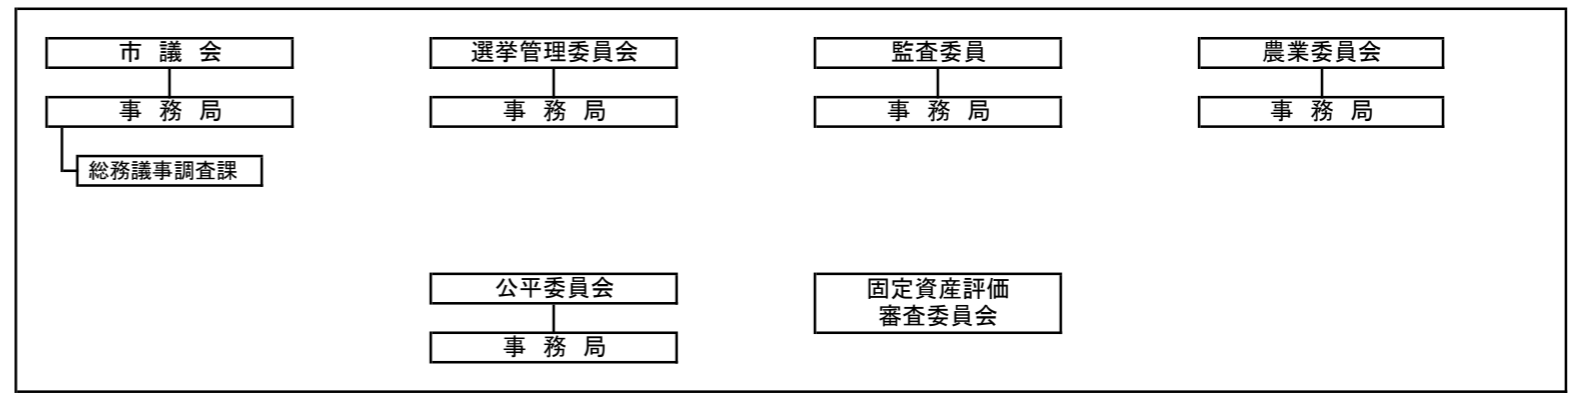 市 議 会
選挙管理委員会
監査委員
農業委員会
事 務 局
事 務 局
事 務 局
事 務 局
総務議事調査課
公平委員会
固定資産評価
審査委員会
事 務 局